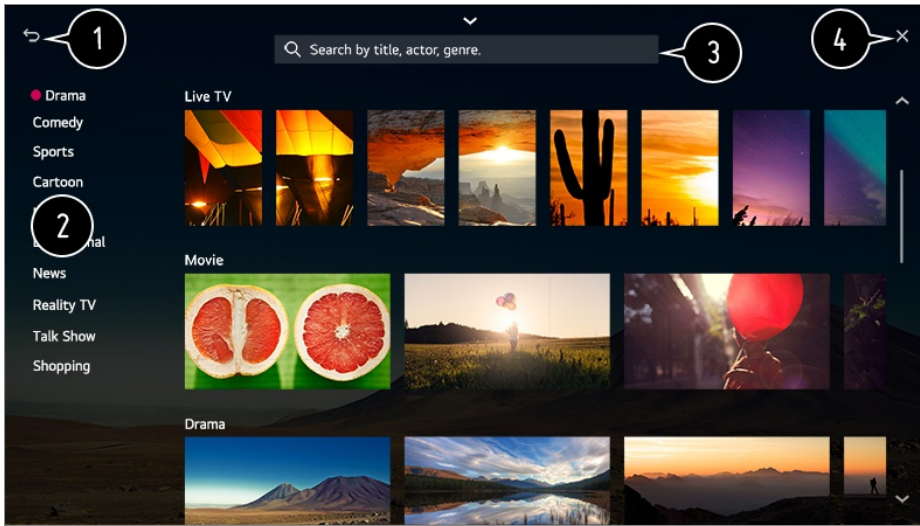 1
4
Search by title, actor, genre.
3
Drama
Comedy
Sports
Cartoon
2
News
Reality TV
Talk Show
Shopping
Live TV
Movie
Drama